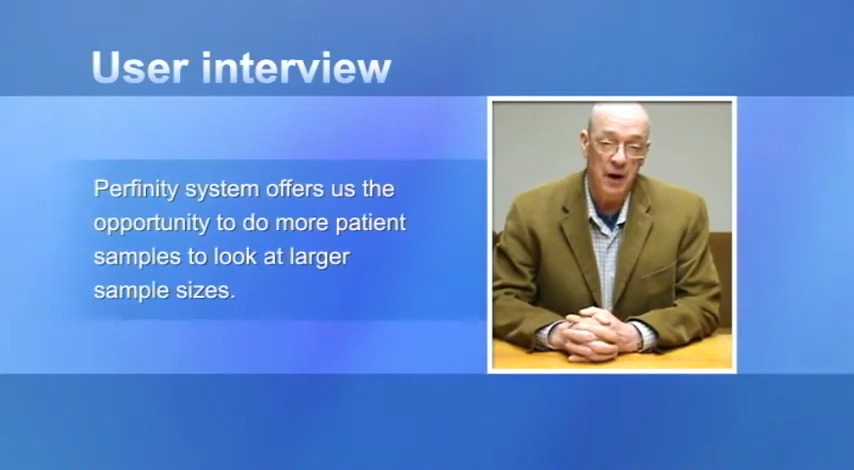 User interview
Perfinity system offers us the
opportunity to do more patient
samples to look at larger
sample sizes.